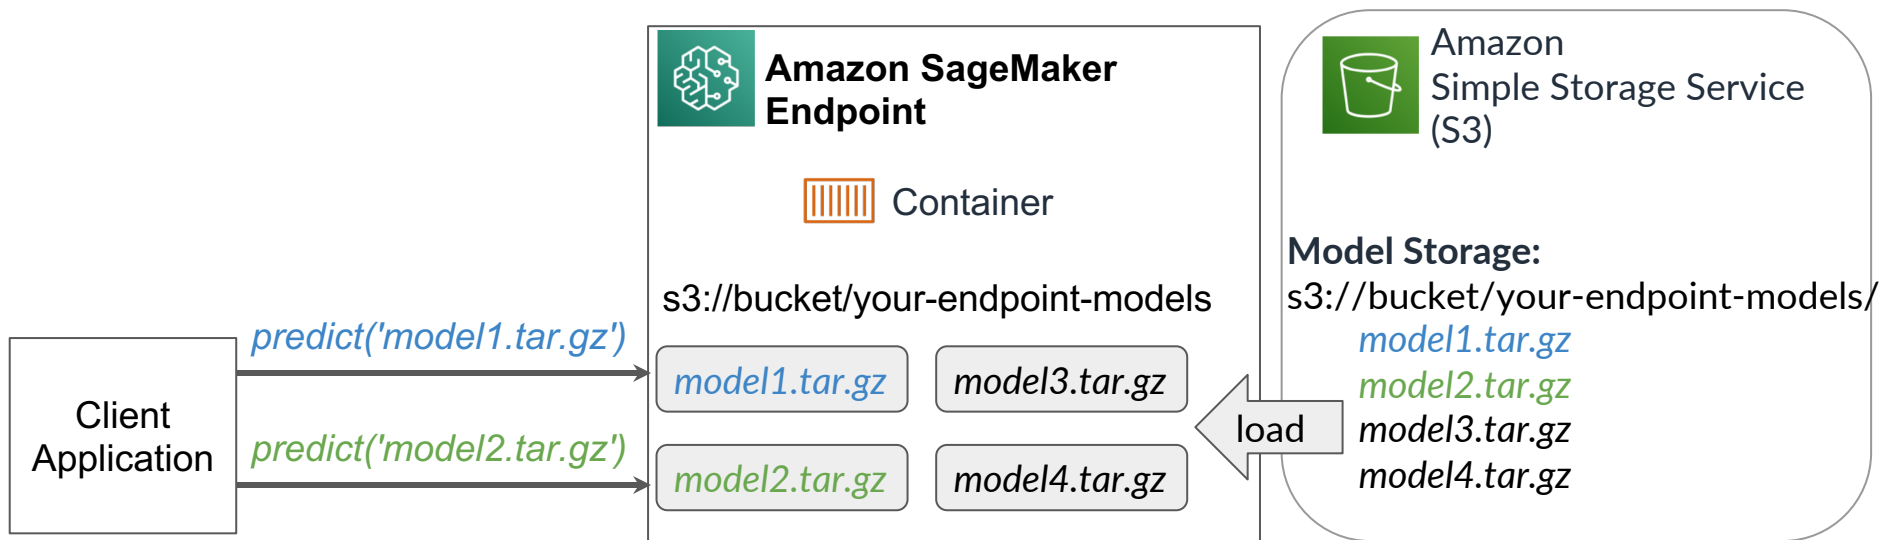 Amazon SageMaker
Endpoint
Container
s3://bucket/your-endpoint-models
Client
Application
predict('model1.tar.gz')
predict('model2.tar.gz')
model1.tar.gz
model3.tar.gz
model2.tar.gz
model4.tar.gz
load
Amazon
Simple Storage Service
(S3)
Model Storage:
s3://bucket/your-endpoint-models/
model1.tar.gz
model2.tar.gz
model3.tar.gz
model4.tar.gz